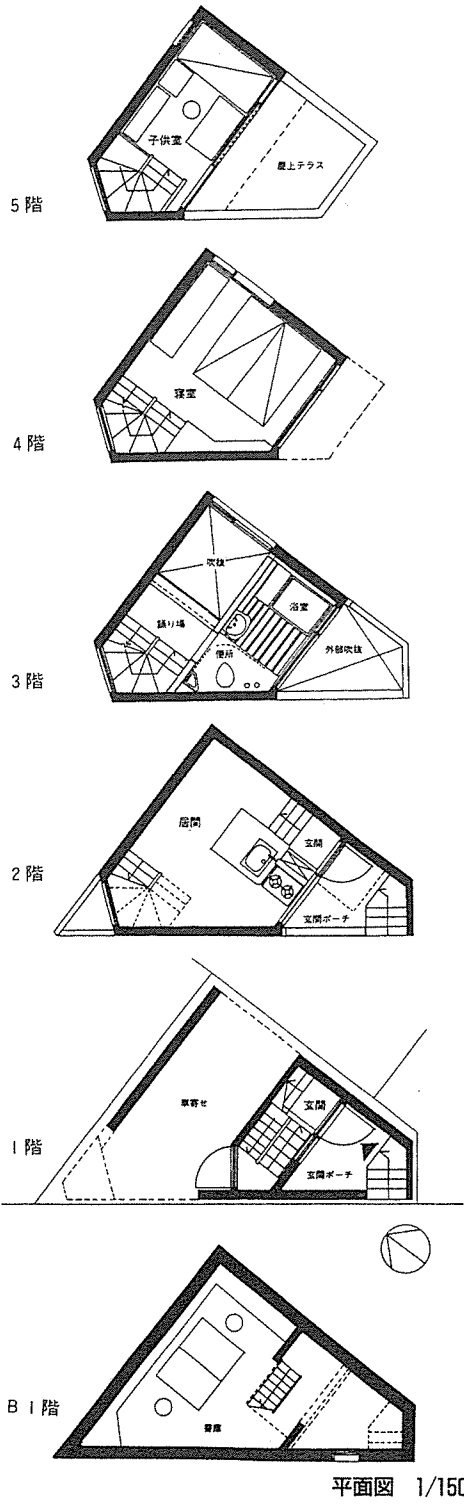 子供室
屋上テラス
5階
寝室
4階
吹抜
浴室
踊り場
便所
外部吹抜
3階
居間
玄関
2階
玄関ポーチ
車寄せ
玄関
1階
玄関ポーチ
B1階
書庫
平面図 1/150